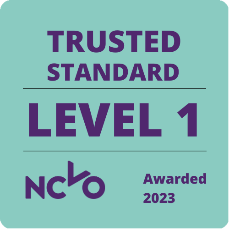 TRUSTED
STANDARD
LEVEL 1
NCVO
Awarded
2023